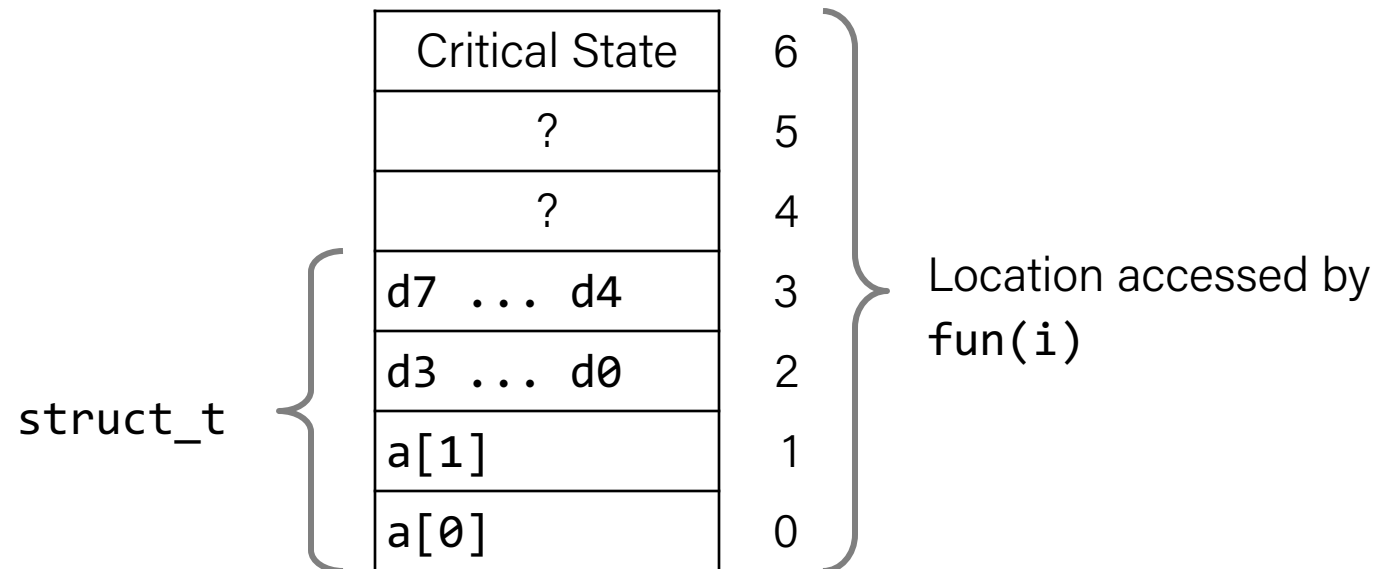 Critical State 6
? 5
? 4
d7 ... d4 3
d3 ... d0 2
a[1] 1
a[0] 0
struct_t
Location accessed by
fun(i)